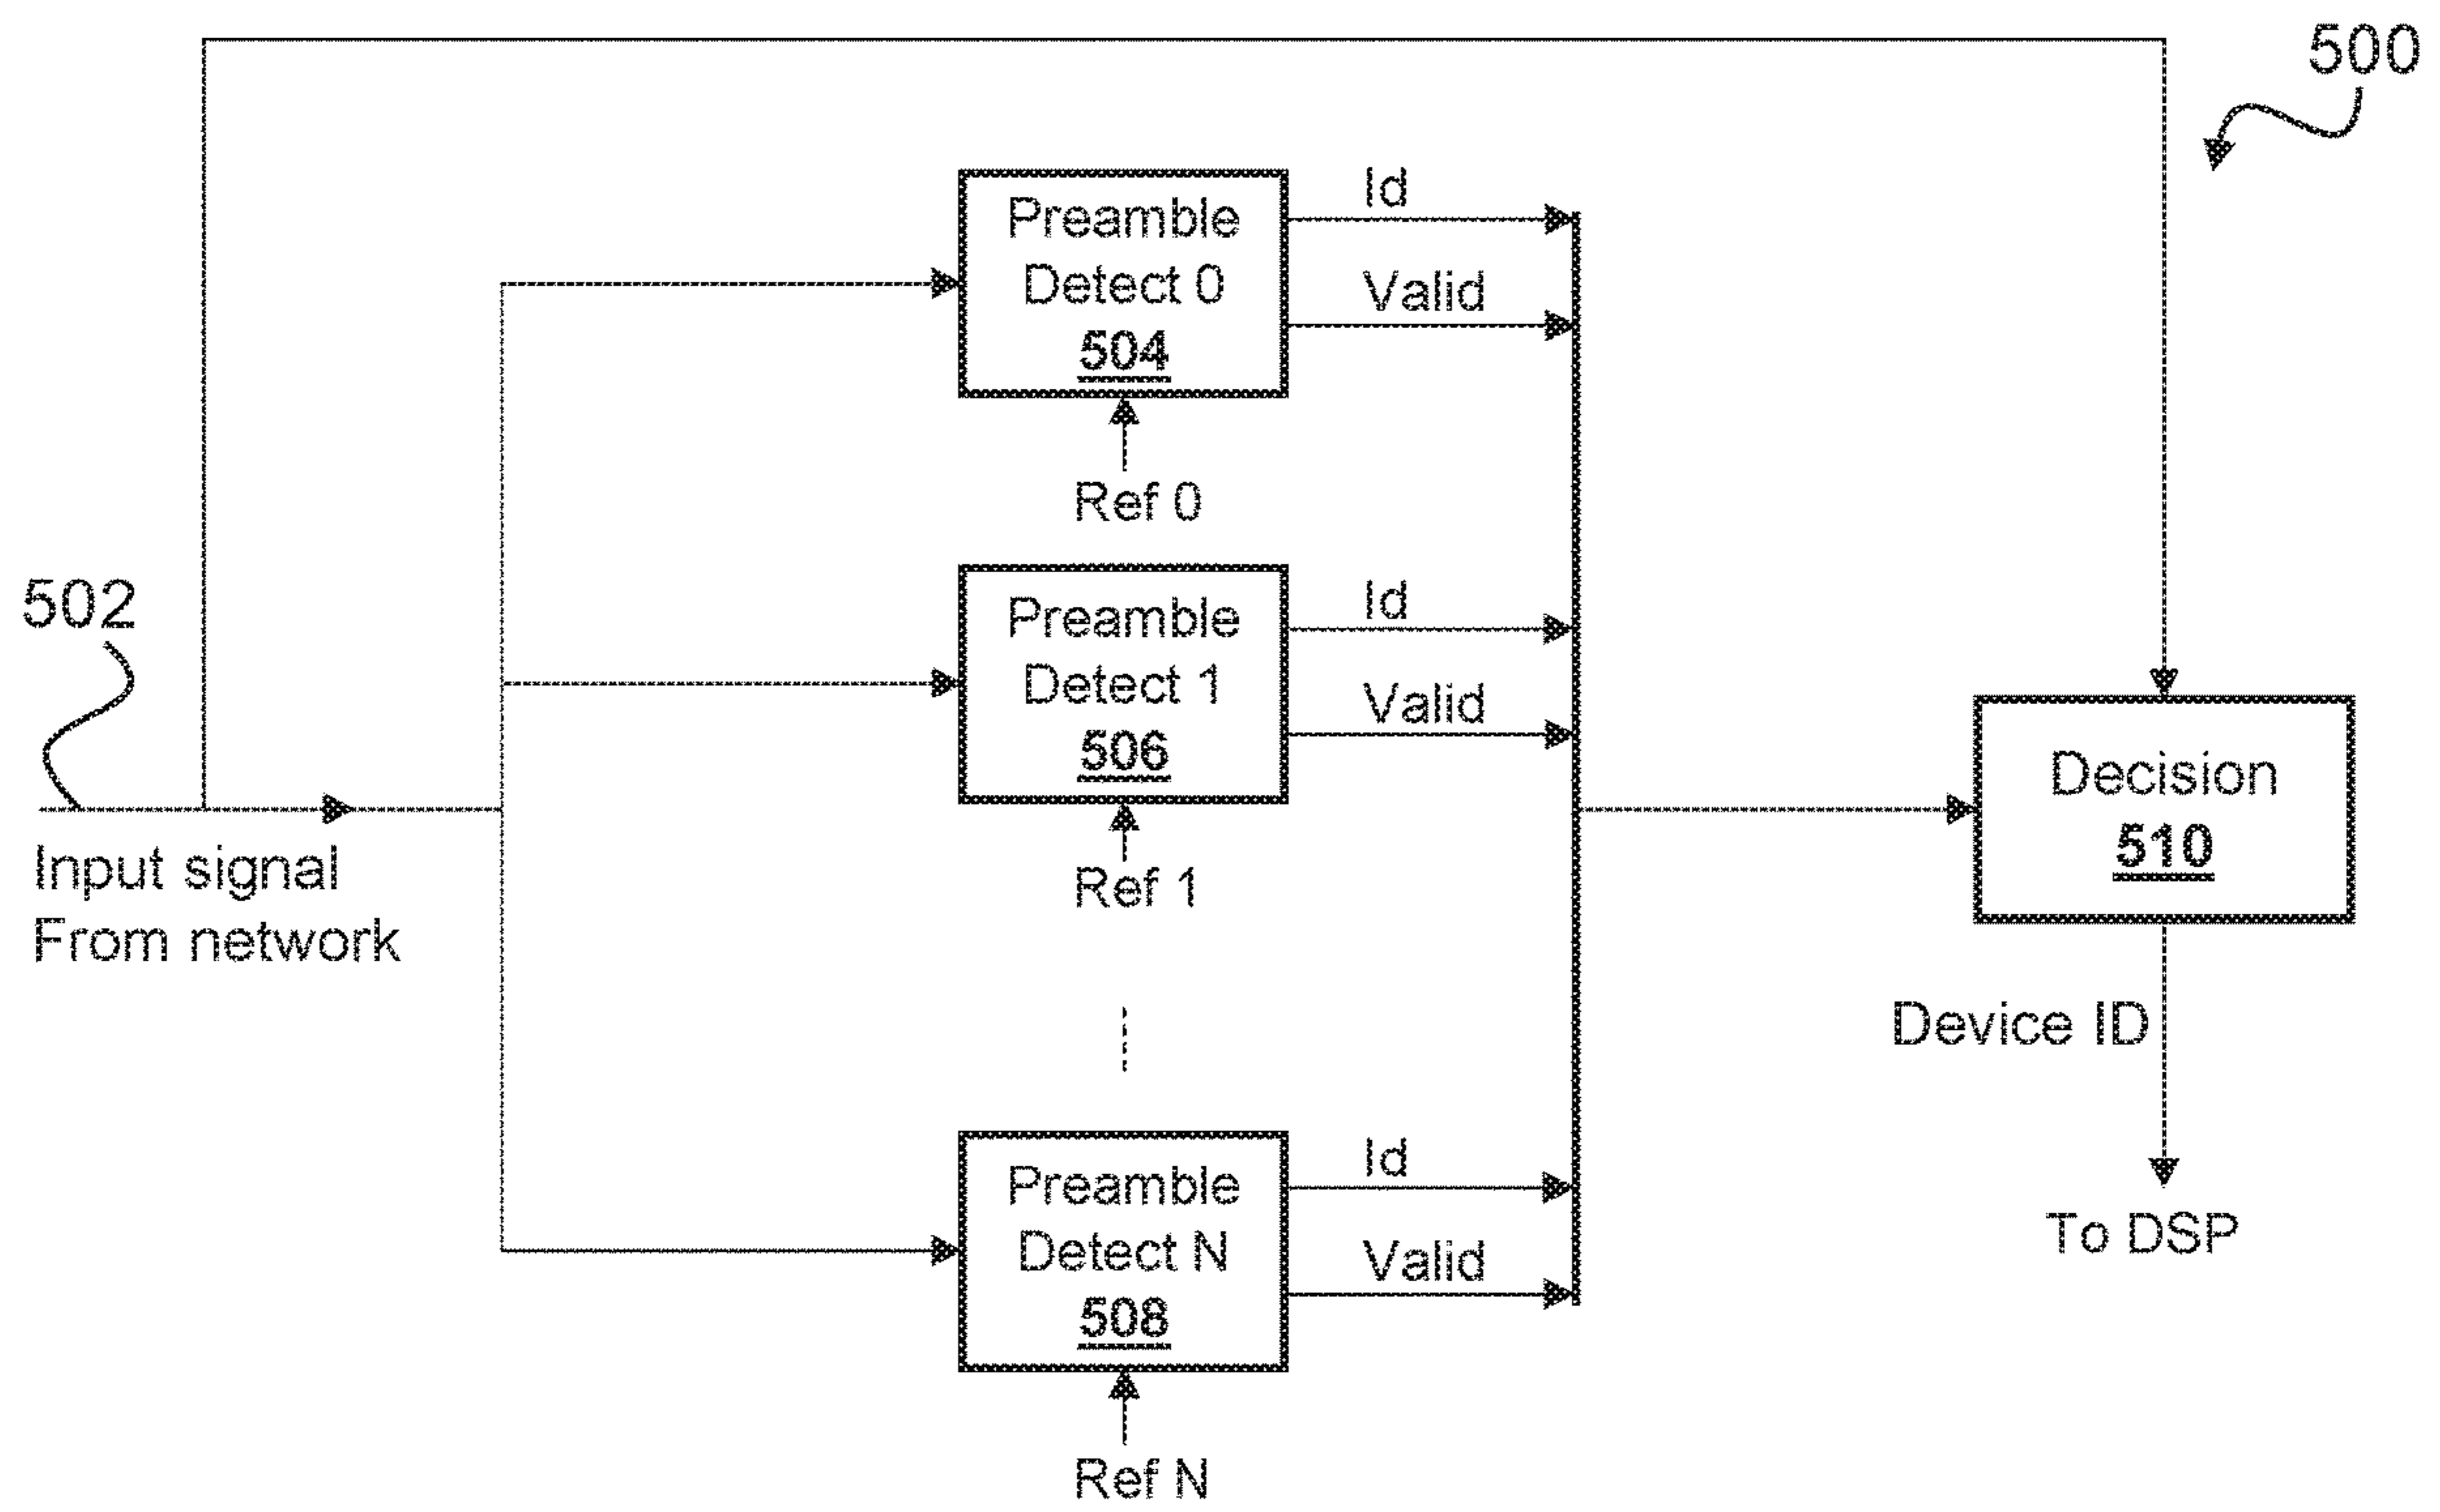 500
Id
Preamble
Detect 0
504
Valid
Ref 0
502
Id
Preamble
Detect 1
506
Valid
Ref 1
Input signal
From network
Decision
510
Device ID
To DSP
Id
Preamble
Detect N
508
Valid
Ref N